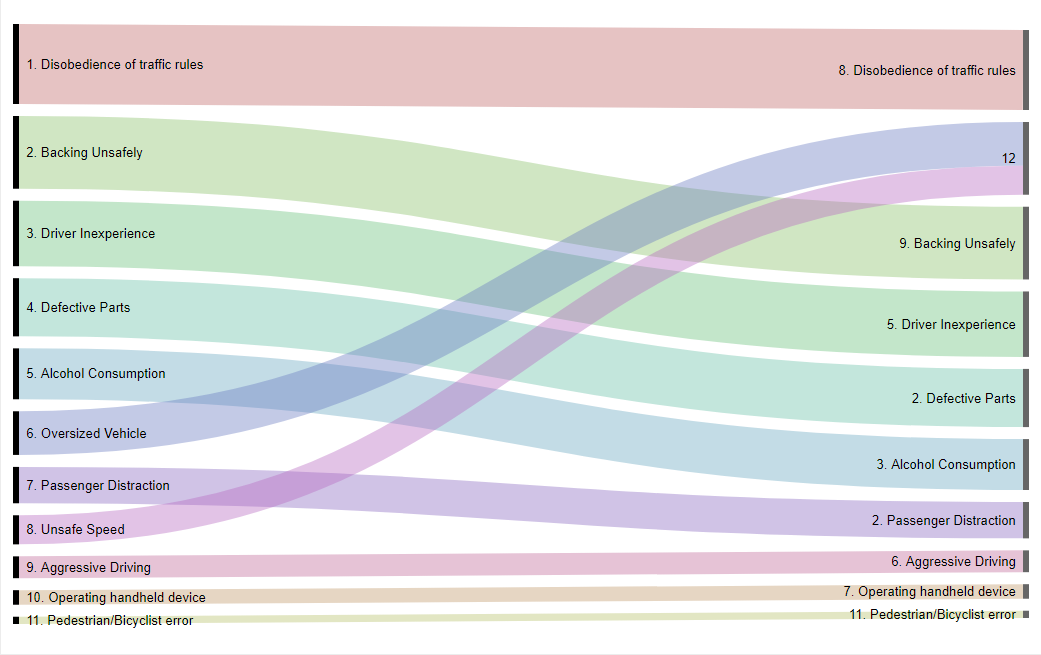 1. Disobedience of traffic rules
2. Backing Unsafely
3. Driver Inexperience
4. Defective Parts
5. Alcohol Consumption
6. Oversized Vehicle
7. Passenger Distraction
8. Unsafe Speed
9. Aggressive Driving
10. Operating handheld device
11. Pedestrian/Bicyclist error
8. Disobedience of traffic rules
12
9. Backing Unsafely
5. Driver Inexperience
2. Defective Parts
3. Alcohol Consumption
2. Passenger Distraction
6. Aggressive Driving
7. Operating handheld device
11. Pedestrian/Bicyclist error